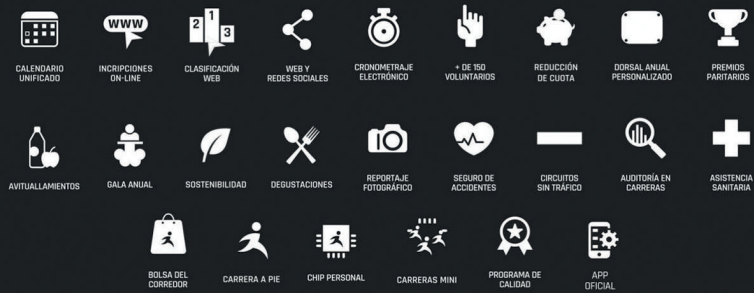 WWW
2 1 3
CALENDARIO
UNIFICADO
INCRIPCIONES
ON-LINE
CLASIFICACIÓN
WEB
WEB Y
REDES SOCIALES
CRONOMETRAJE
ELECTRÓNICO
+ DE 150
VOLUNTARIOS
REDUCCIÓN
DE CUOTA
DORSAL ANUAL
PERSONALIZADO
PREMIOS
PARITARIOS
AVITUALLAMIENTOS
GALA ANUAL
SOSTENIBILIDAD
DEGUSTACIONES
REPORTAJE
FOTOGRÁFICO
SEGURO DE
ACCIDENTES
CIRCUITOS
SIN TRÁFICO
AUDITORÍA EN
CARRERAS
ASISTENCIA
SANITARIA
BOLSA DEL
CORREDOR
CARRERA A PIE
CHIP PERSONAL
CARRERAS MINI
PROGRAMA DE
CALIDAD
APP
OFICIAL